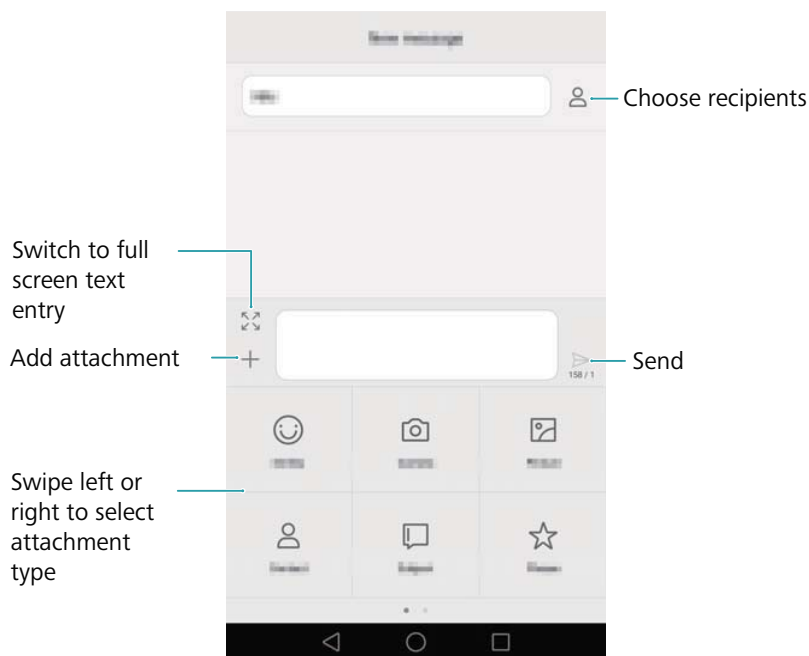 Choose recipients
Switch to full
screen text
entry
Add attachment
Send
158 / 1
Swipe left or
right to select
attachment
type